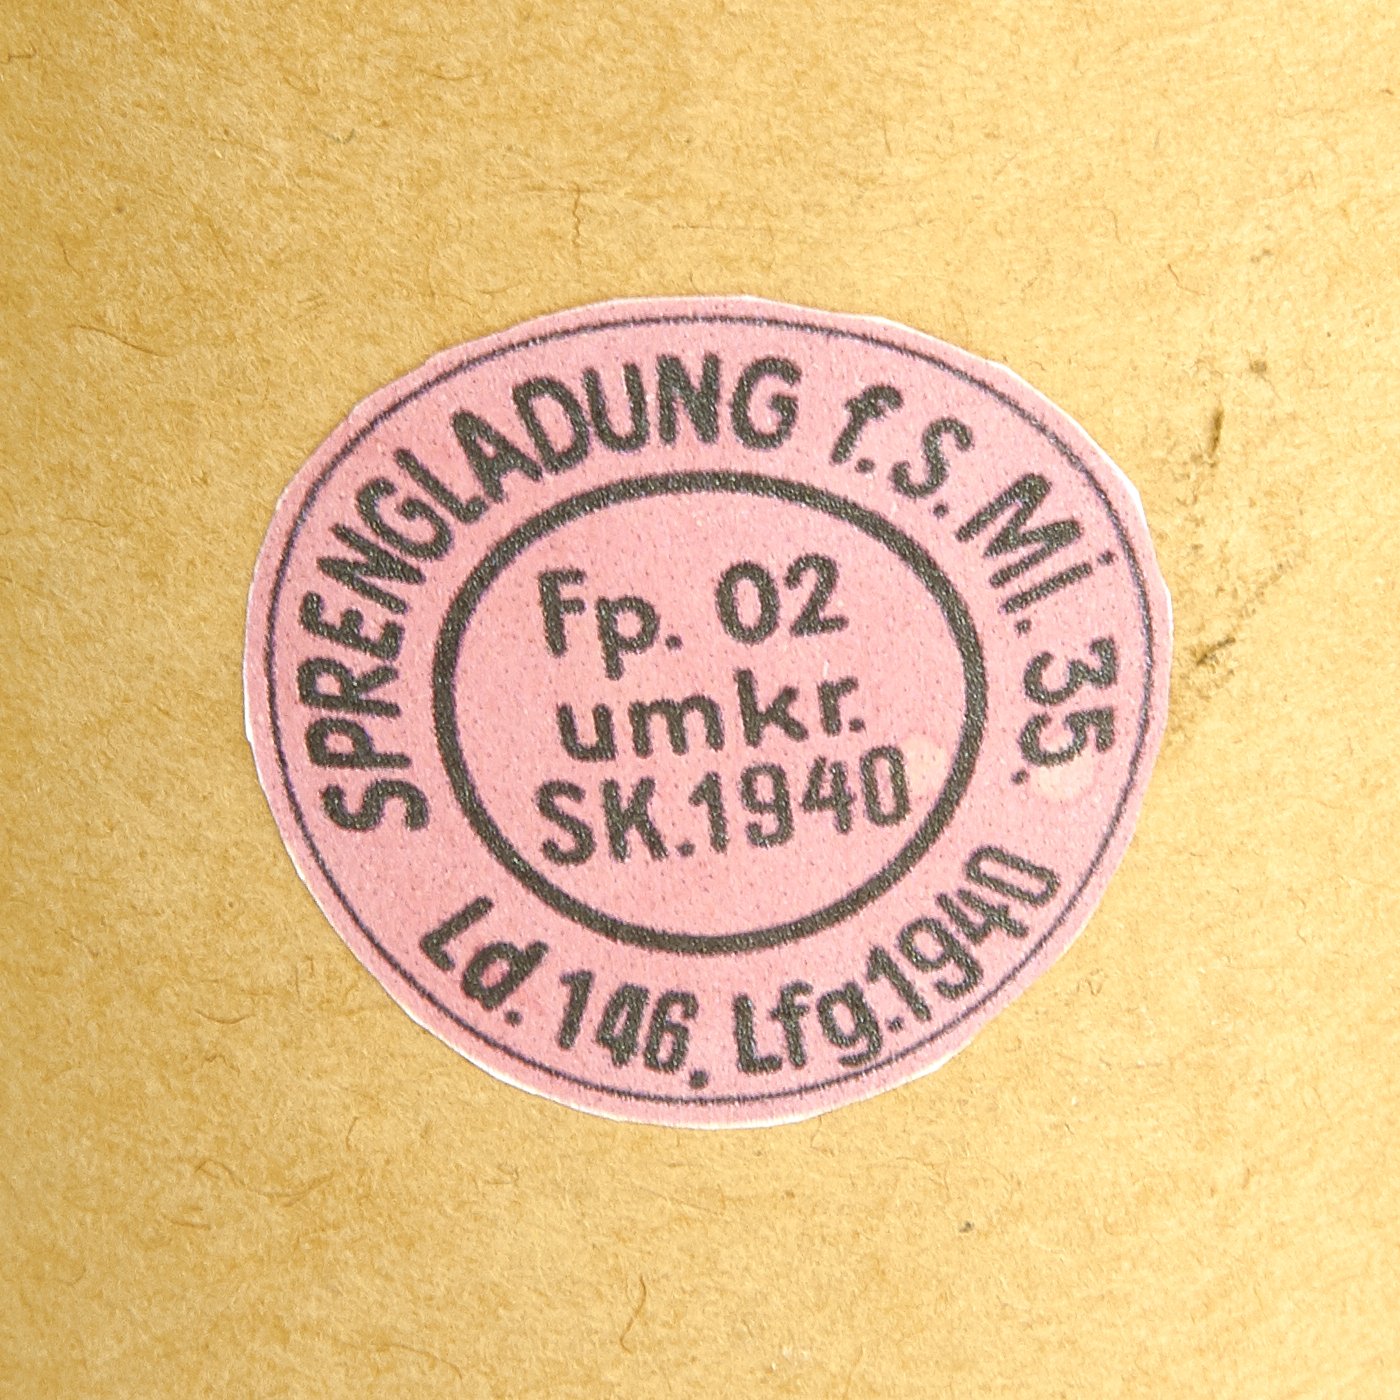 SPRENGLADUNG f. S. Mi. 35.
Fp. 02
umkr.
SK.1940
Ld. 146. Lfg.1940